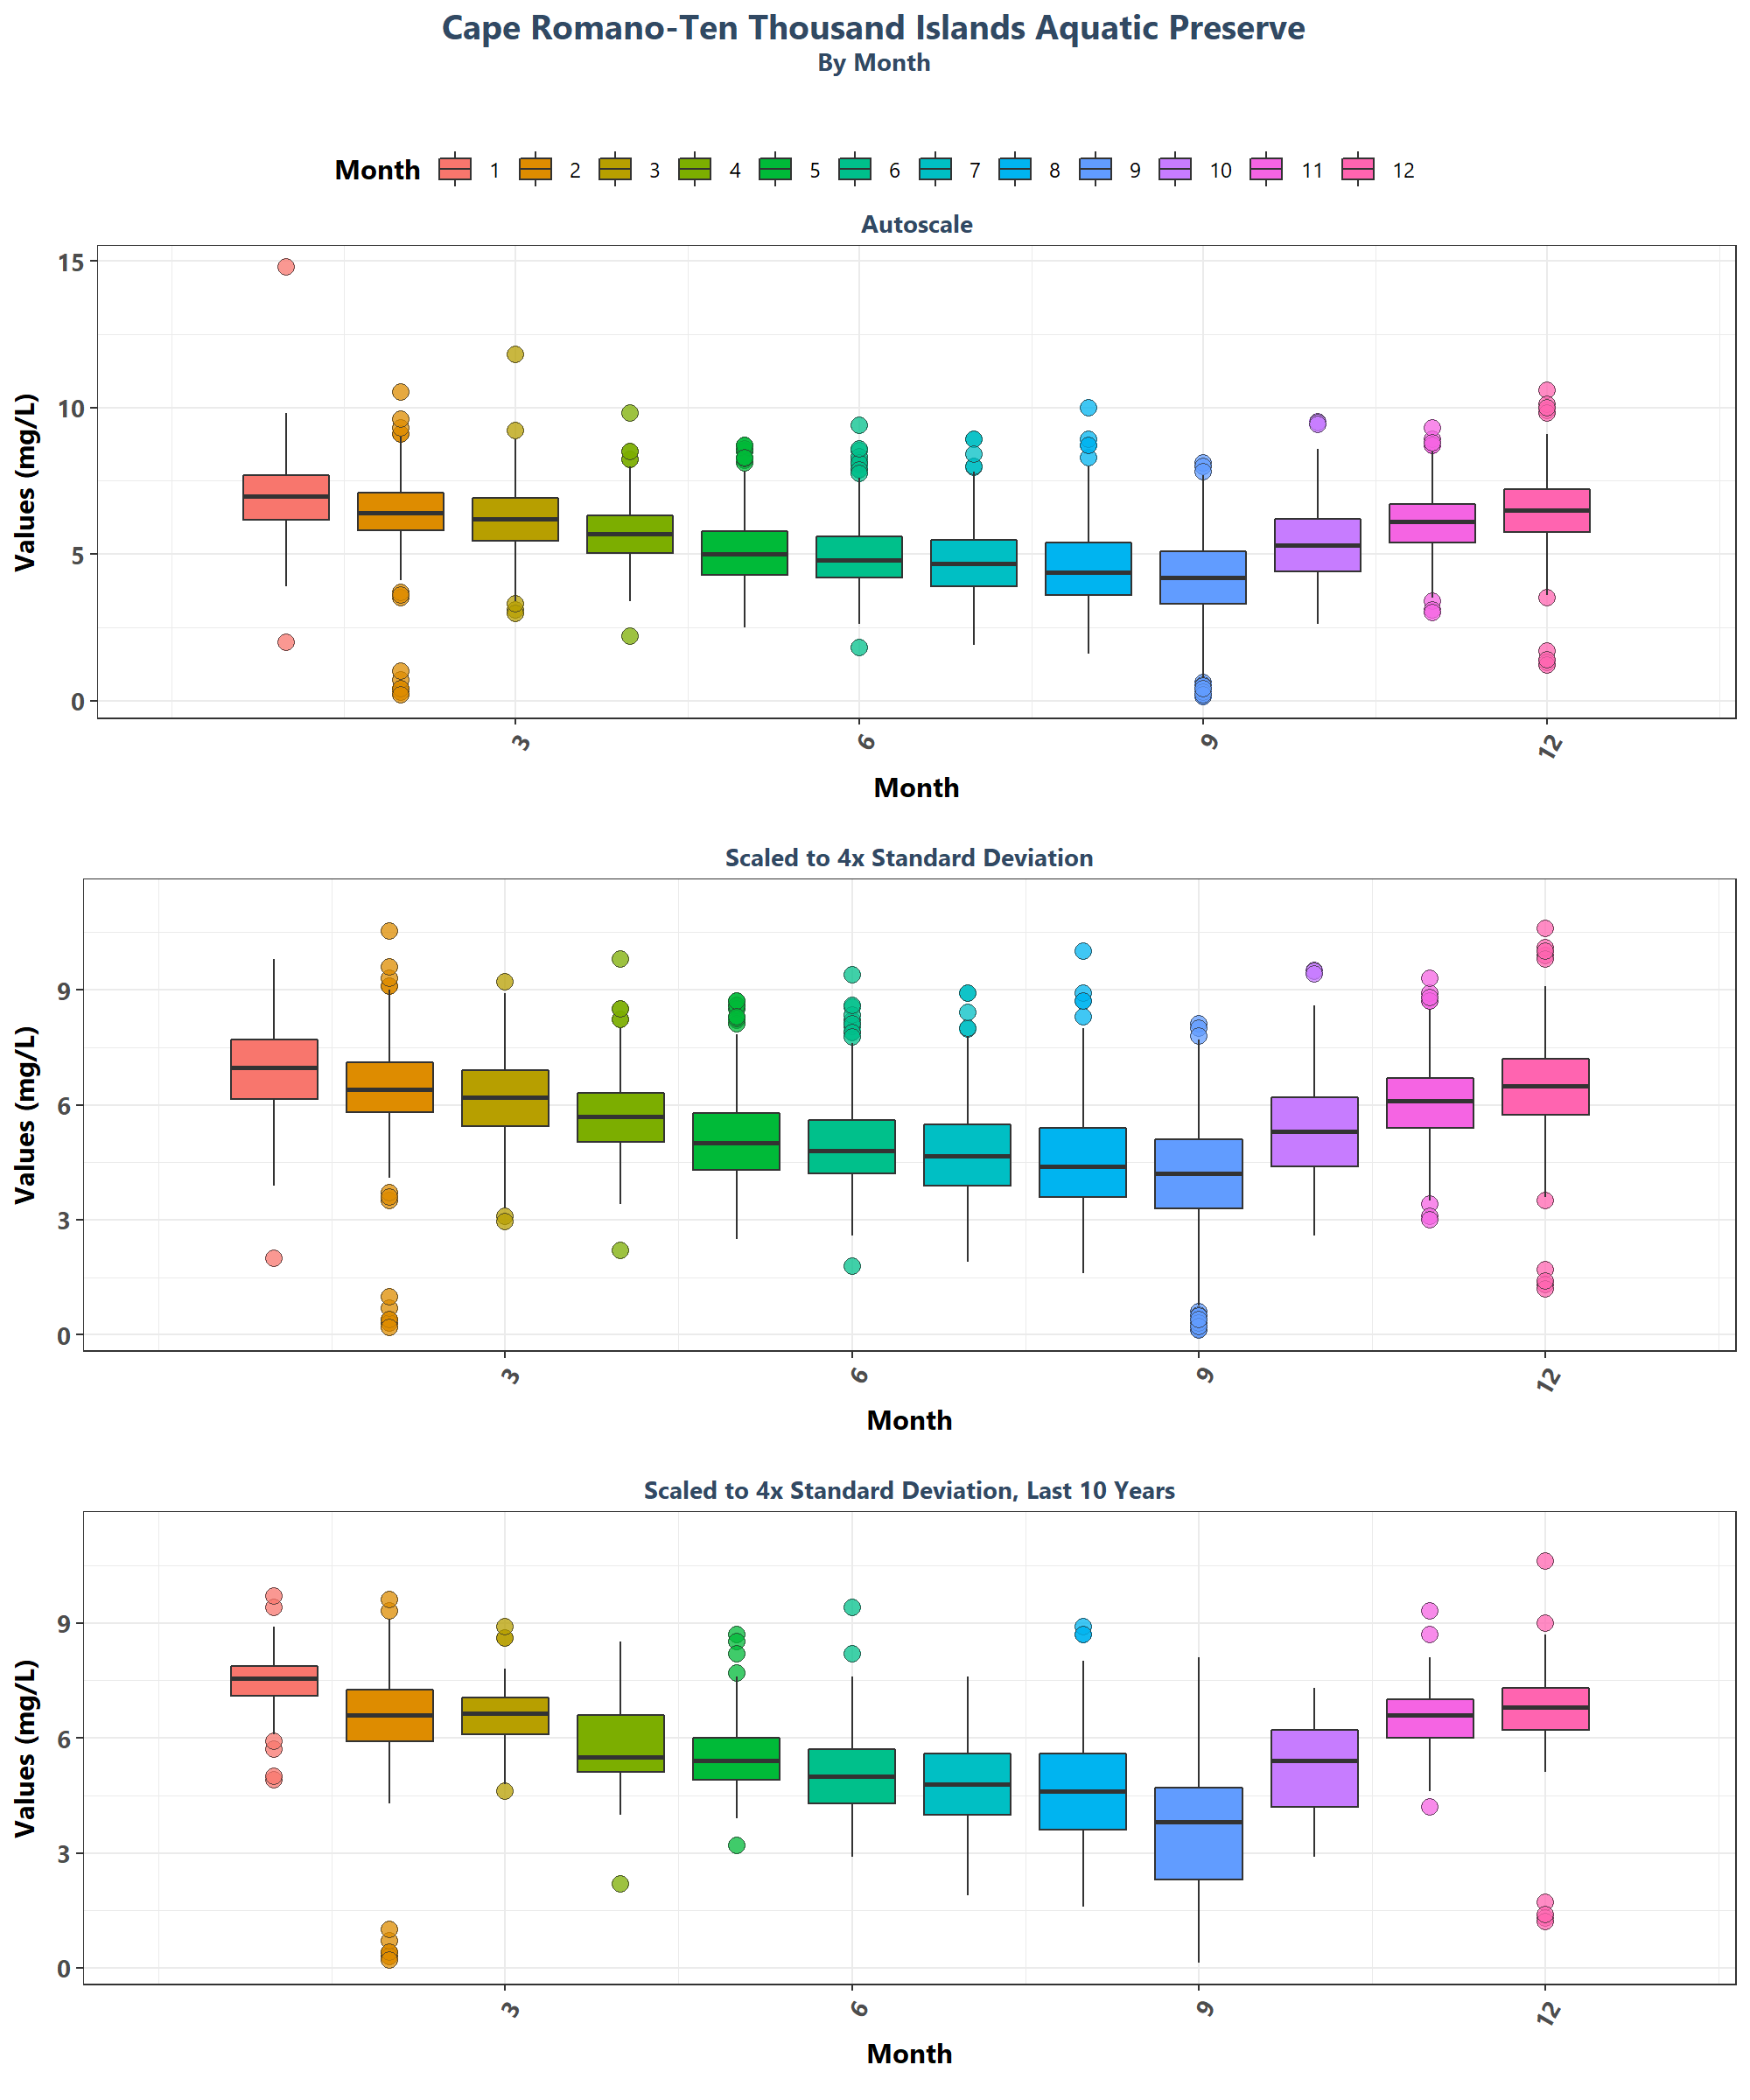 Cape Romano-Ten Thousand Islands Aquatic Preserve
By Month
Month 1 2 3 4 5 6 7 8 9 10 11 12
Autoscale
Values (mg/L)
15
10
5
0
3 6 9 12
Month
Scaled to 4x Standard Deviation
Values (mg/L)
9
6
3
0
3 6 9 12
Month
Scaled to 4x Standard Deviation, Last 10 Years
Values (mg/L)
9
6
3
0
3 6 9 12
Month